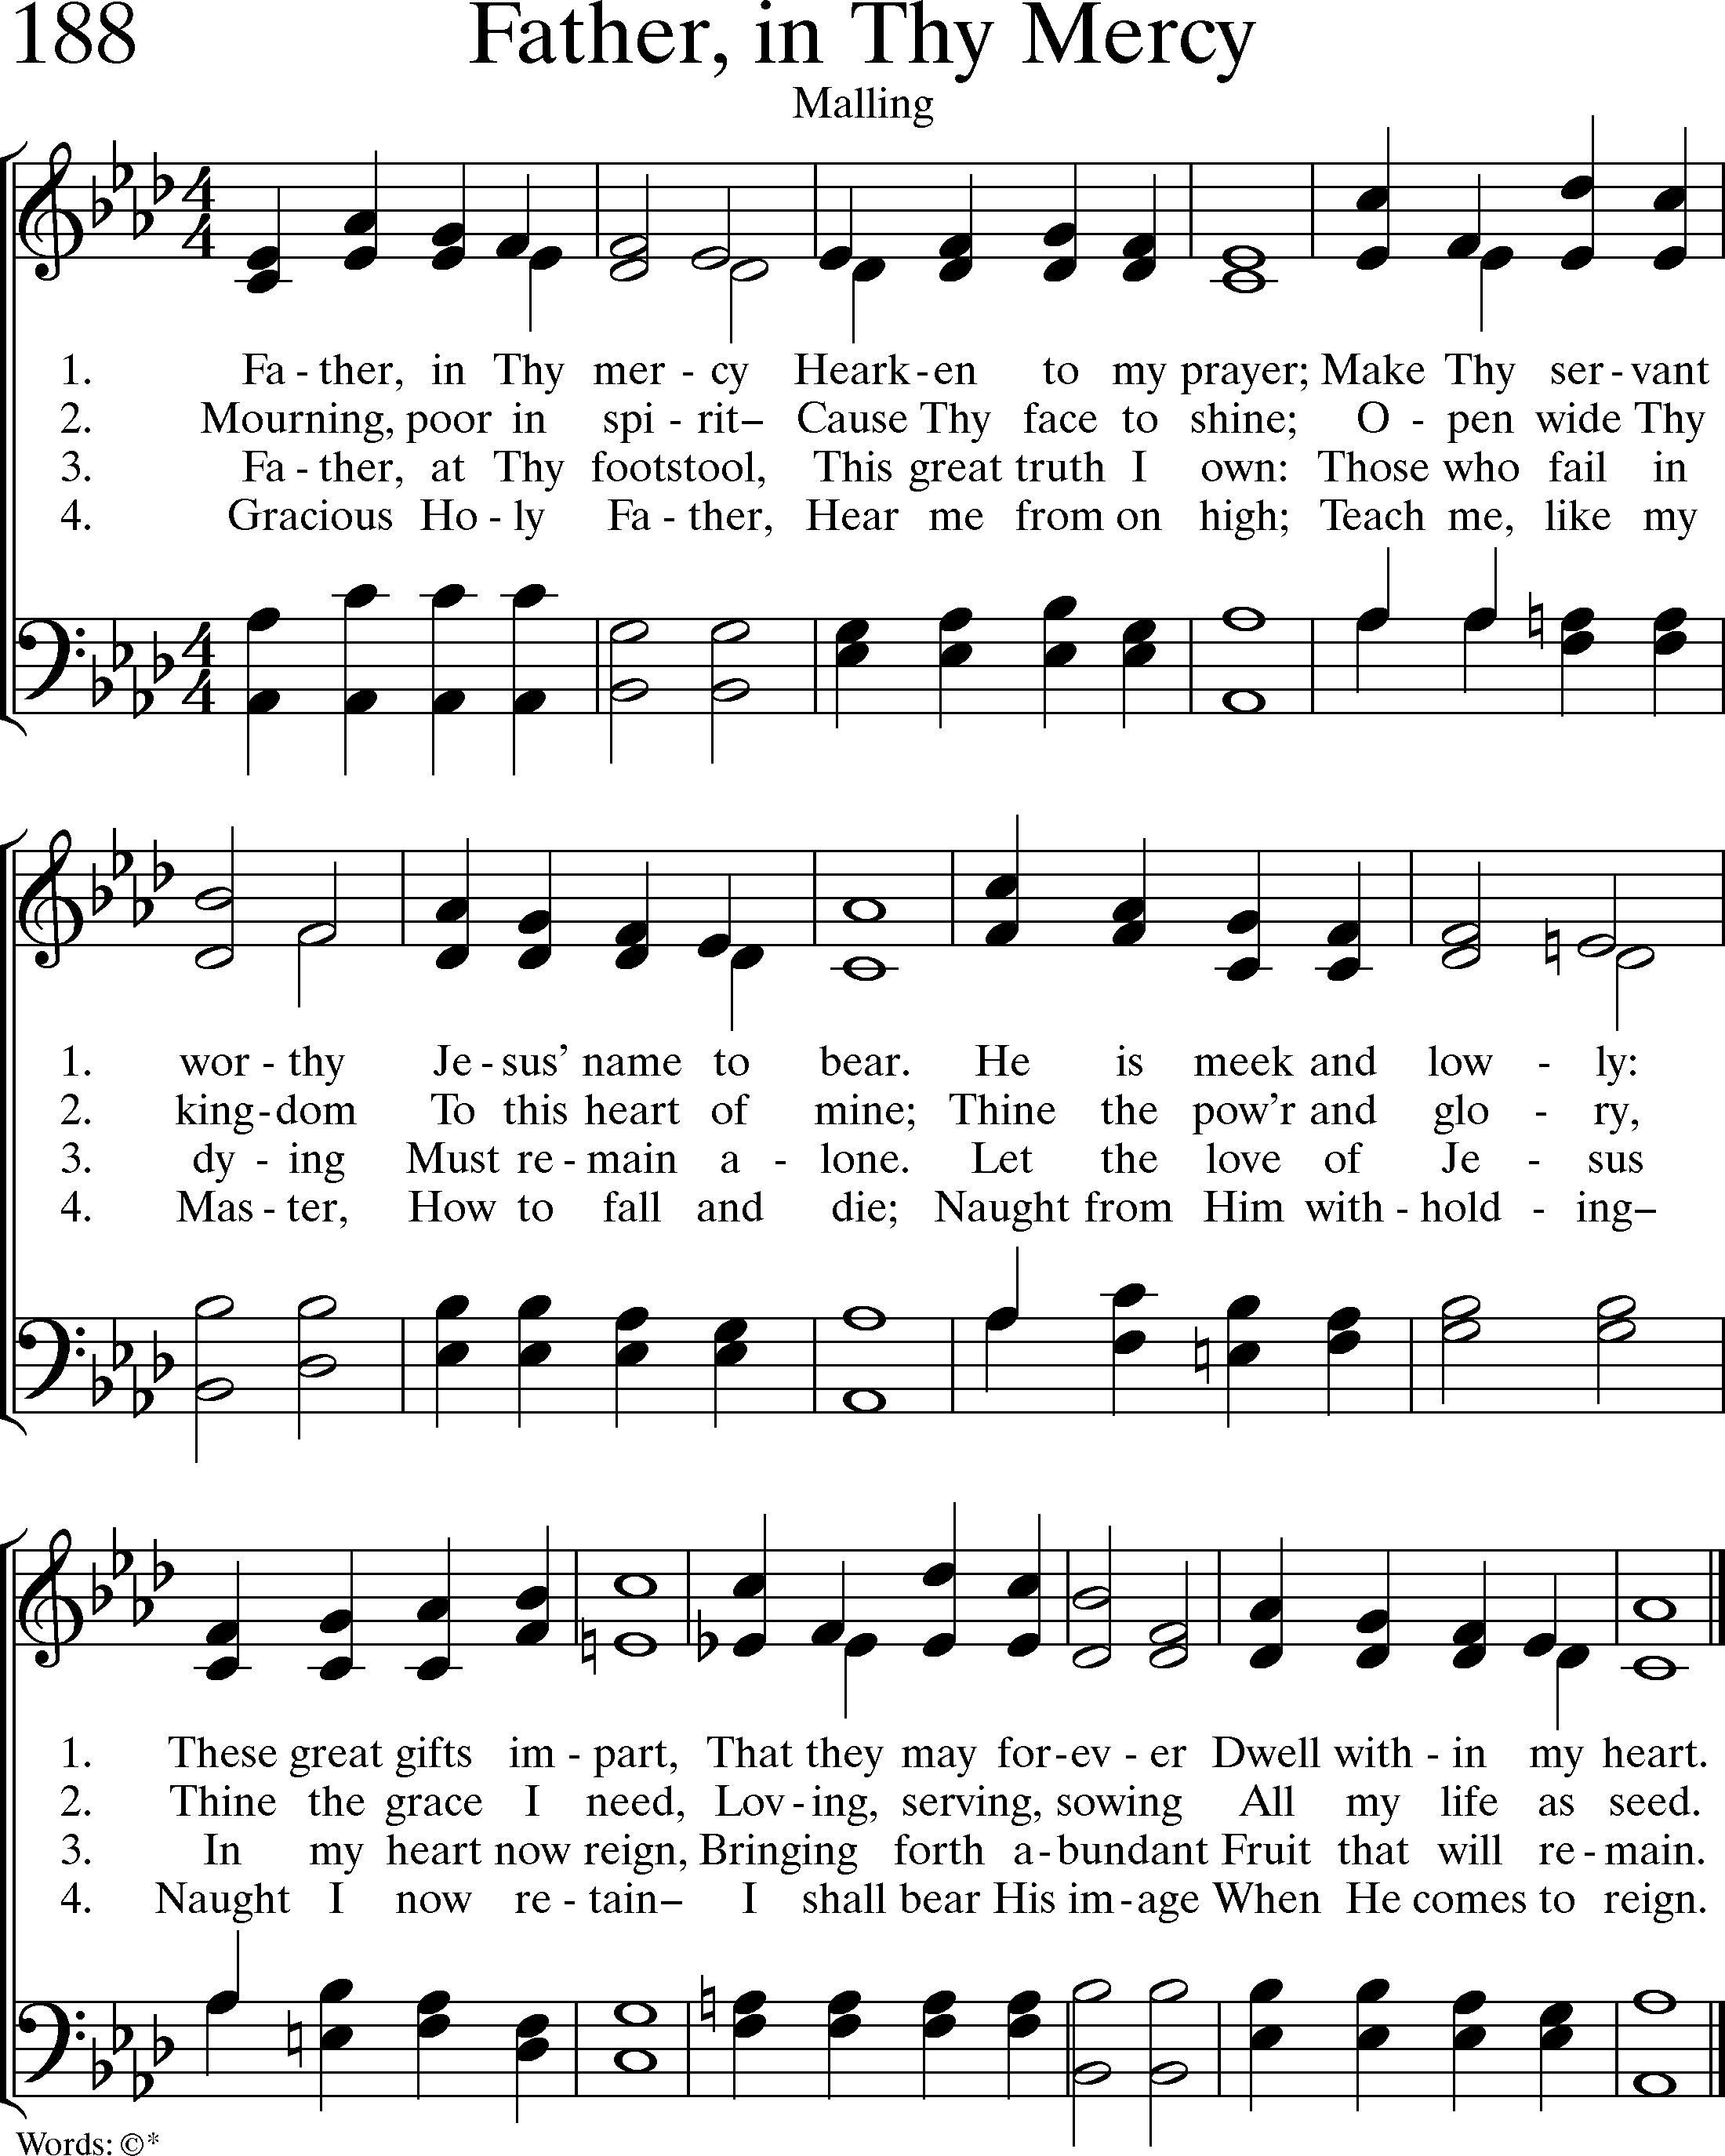 188 Father, in Thy Mercy
Malling
1. Fa - ther, in Thy mer - cy Heark - en to my prayer; Make Thy ser - vant
2. Mourning, poor in spi - rit– Cause Thy face to shine; O - pen wide Thy
3. Fa - ther, at Thy footstool, This great truth I own: Those who fail in
4. Gracious Ho - ly Fa - ther, Hear me from on high; Teach me, like my
1. wor - thy Je - sus’ name to bear. He is meek and low - ly:
2. king - dom To this heart of mine; Thine the pow'r and glo - ry,
3. dy - ing Must re - main a - lone. Let the love of Je - sus
4. Mas - ter, How to fall and die; Naught from Him with - hold - ing–
1. These great gifts im - part, That they may for - ev - er Dwell with - in my heart.
2. Thine the grace I need, Lov - ing, serving, sowing All my life as seed.
3. In my heart now reign, Bringing forth a - bundant Fruit that will re - main.
4. Naught I now re - tain– I shall bear His im - age When He comes to reign.
Words: ©*